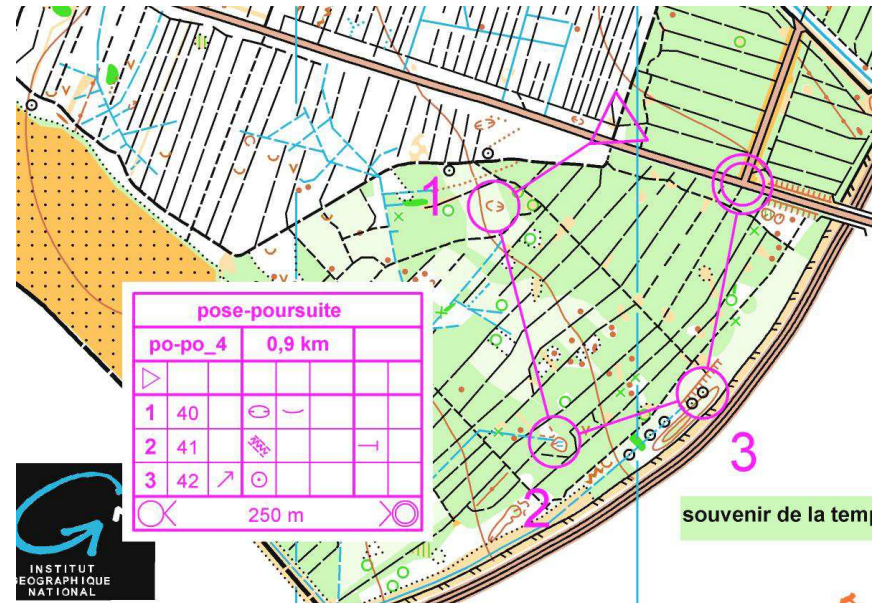 1
pose-poursuite
po-po_4 0,9 km
1 40
2 41
3 42
250 m
2
3
souvenir de la temp
INSTITUT
GEOGRAPHIQUE
NATIONAL